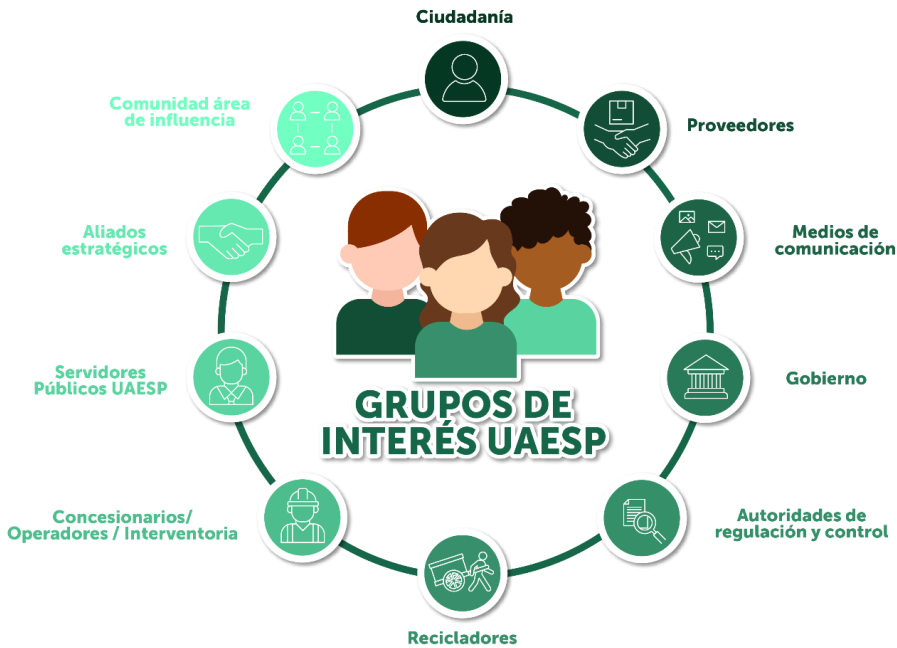 Ciudadanía
Proveedores
Medios de
comunicación
Gobierno
Autoridades de
regulación y control
Recicladores
Concesionarios/
Operadores / Interventoria
Servidores
Públicos UAESP
Aliados
estratégicos
Comunidad área
de influencia
GRUPOS DE
INTERÉS UAESP